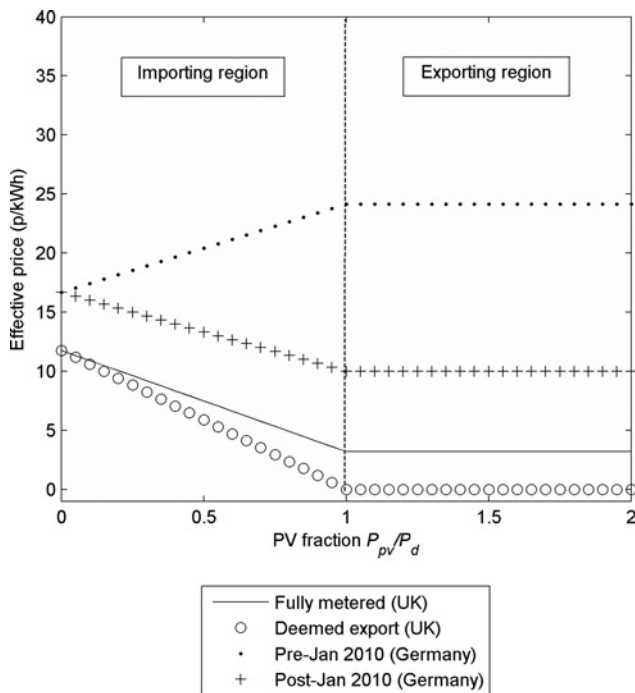 40
35
30
25
20
15
10
5
0
Effective price (p/kWh)
Importing region
Exporting region
0
0.5
1
1.5
2
PV fraction P_pv/P_d
Fully metered (UK)
Deemed export (UK)
Pre-Jan 2010 (Germany)
Post-Jan 2010 (Germany)